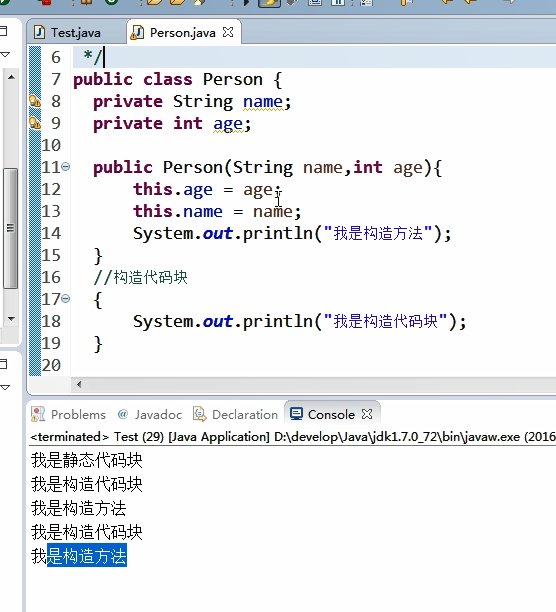 Test.java
Person.java
6 */
7 public class Person {
8 private String name;
9 private int age;
10
11 public Person(String name,int age){
12 this.age = age;
13 this.name = name;
14 System.out.println("我是构造方法");
15 }
16 //构造代码块
17 {
18 System.out.println("我是构造代码块");
19 }
20
Problems @ Javadoc Declaration Console
<terminated> Test (29) [Java Application] D:\develop\Java\jdk1.7.0_72\bin\javaw.exe (2016
我是静态代码块
我是构造代码块
我是构造方法
我是构造代码块
我是构造方法